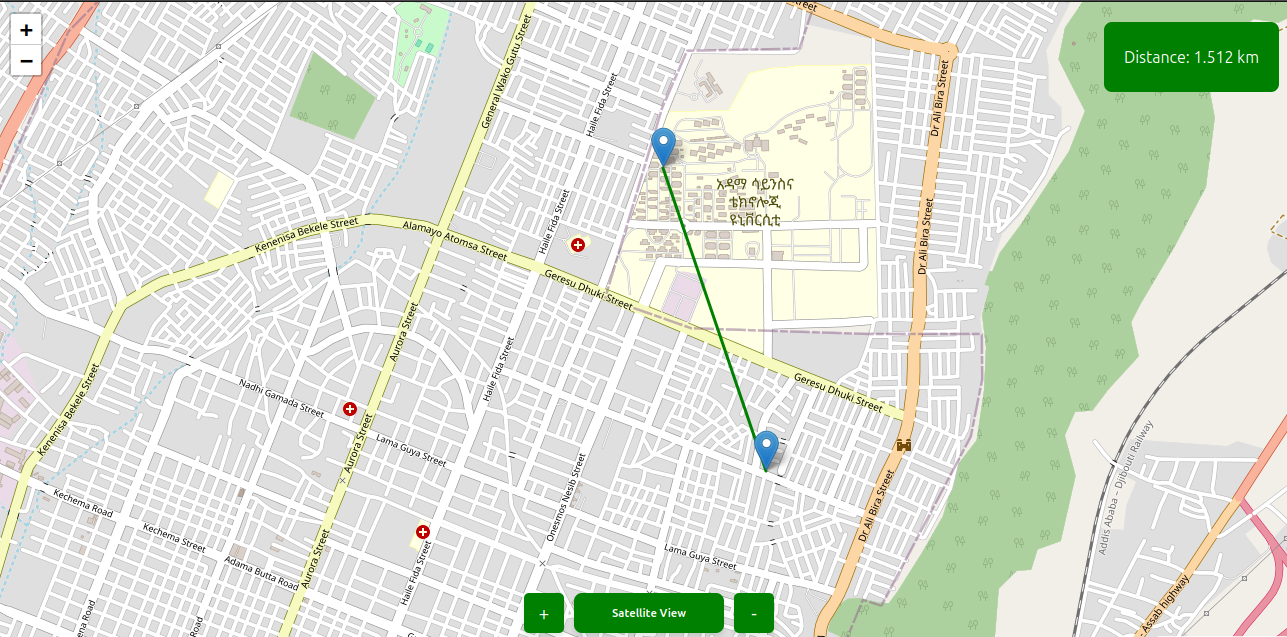 +
−
Distance: 1.512 km
General Wako Gutu Street
Haile Fida Street
Dr Ali Bira Street
አዳማ ሳይንስና
ቴክኖሎጂ
ዩኒቨርሲቲ
Kenenisa Bekele Street
Alamayo Atomsa Street
Haile Fida Street
Dr Ali Bira Street
Geresu Dhuki Street
Aurora Street
Haile Fida Street
Geresu Dhuki Street
Kenenisa Bekele Street
Nadhi Gamada Street
Lama Guya Street
Aurora Street
Onesmos Nesib Street
Dr Ali Bira Street
Addis Ababa – Djibouti Railway
Kechema Road
Kechema Street
Adama Butta Road
Aurora Street
Haile Fida Street
Lama Guya Street
Assab highway
+
Satellite View
-